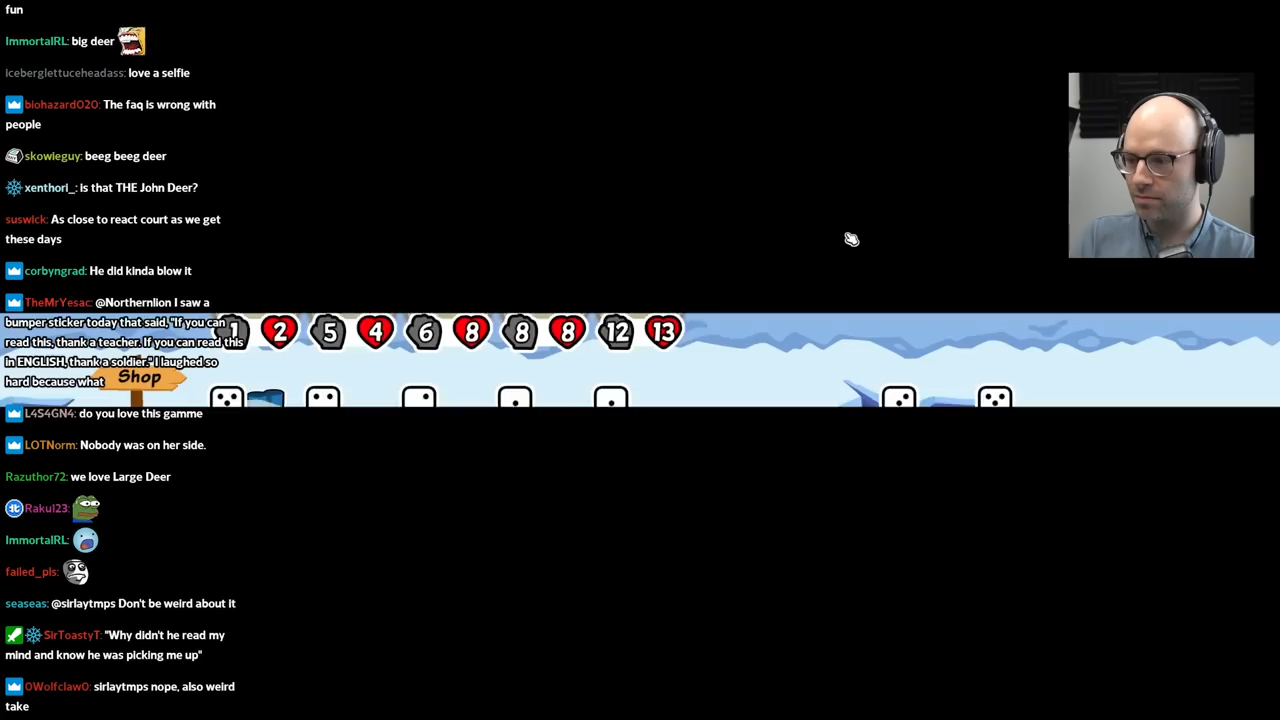 fun
ImmortalRL: big deer
iceberglettuceheadass: love a selfie
biohazard020: The faq is wrong with
people
skowieguy: beeg beeg deer
xenthori_: is that THE John Deer?
suswick: As close to react court as we get
these days
corbyngrad: He did kinda blow it
TheMrYesac: @Northernlion I saw a
bumper sticker today that said, "If you can
read this, thank a teacher. If you can read this
in ENGLISH, thank a soldier." I laughed so
hard because what
1 2 5 4 6 8 8 8 12 13
Shop
L4S4GN4: do you love this gamme
LOTNorm: Nobody was on her side.
Razuthor72: we love Large Deer
Rakul23:
ImmortalRL:
failed_pls:
seaseas: @sirlaytmps Don't be weird about it
SirToastyT: "Why didn't he read my
mind and know he was picking me up"
0Wolfclaw0: sirlaytmps nope, also weird
take